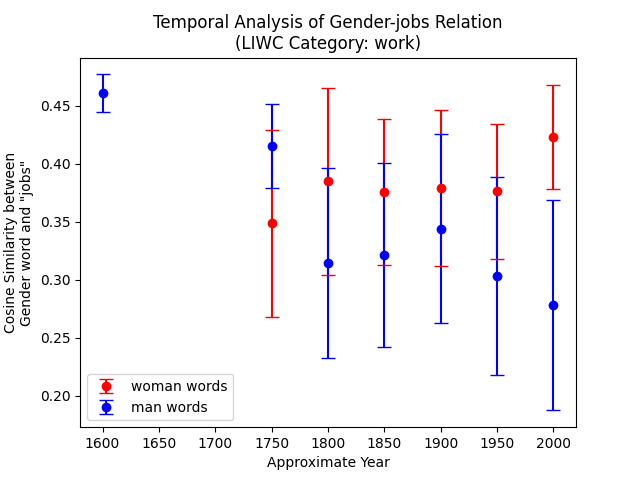 Temporal Analysis of Gender-jobs Relation
(LIWC Category: work)
Cosine Similarity between
Gender word and "jobs"
0.45
0.40
0.35
0.30
0.25
0.20
woman words
man words
1600 1650 1700 1750 1800 1850 1900 1950 2000
Approximate Year